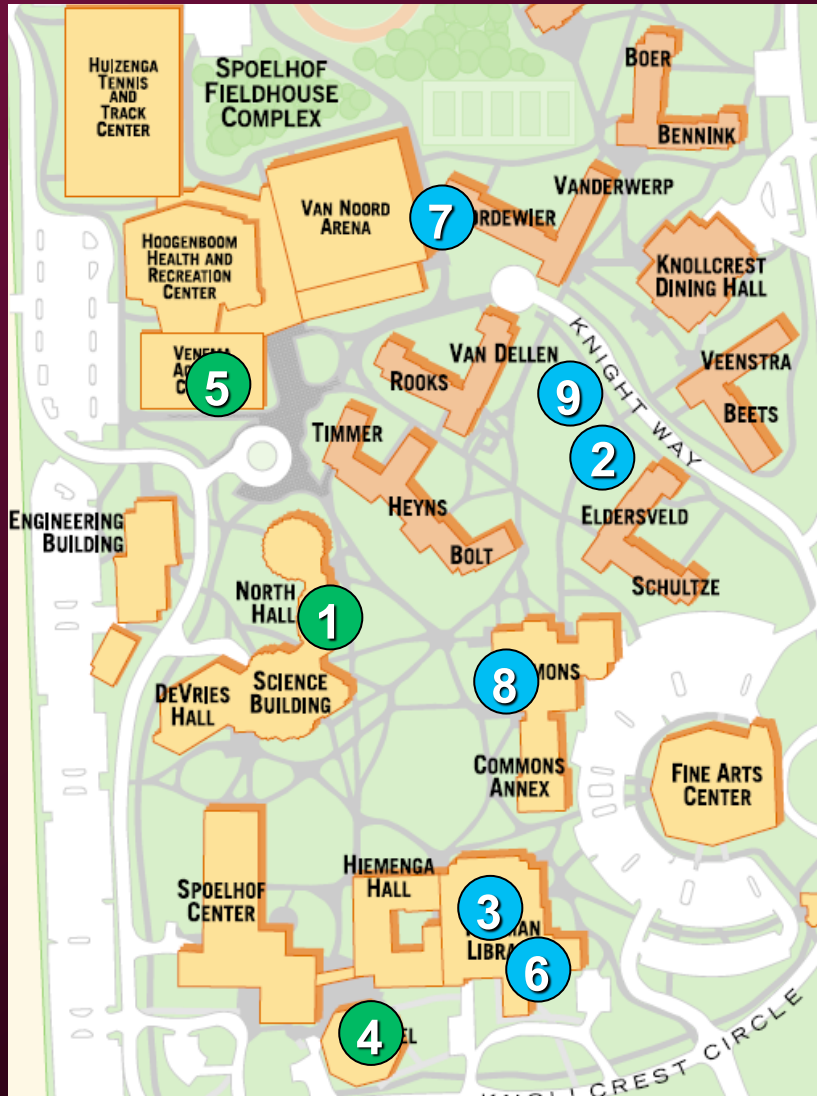 HUIZENGA
TENNIS
AND
TRACK
CENTER
SPOELHOF
FIELDHOUSE
COMPLEX
BOER
BENNINK
VAN NOORD
ARENA
VANDERWERP
7
RDEWIER
HOOGENBOOM
HEALTH AND
RECREATION
CENTER
KNOLLCREST
DINING HALL
KNIGHT WAY
VAN DELLEN
ROOKS
VEENSTRA
BEETS
5
9
2
TIMMER
HEYNS
BOLT
ELDERSVELD
SCHULTZE
ENGINEERING
BUILDING
NORTH
HALL
1
SCIENCE
BUILDING
DEVRIES
HALL
8
MONS
COMMONS
ANNEX
FINE ARTS
CENTER
HIEMENGA
HALL
SPOELHOF
CENTER
3
MAN
LIBRA
6
4
EL
KNOLLCREST CIRCLE